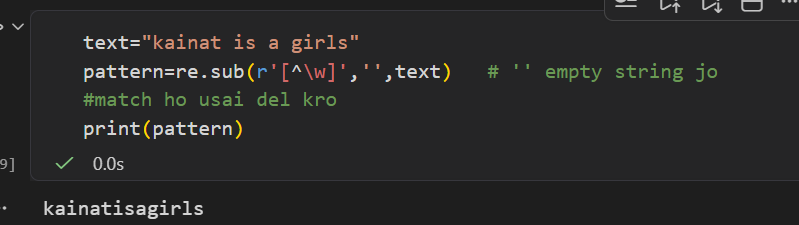 text="kainat is a girls"
pattern=re.sub(r'[^\w]','',text)   # '' empty string jo
#match ho usai del kro
print(pattern)
9]
0.0s
kainatisagirls